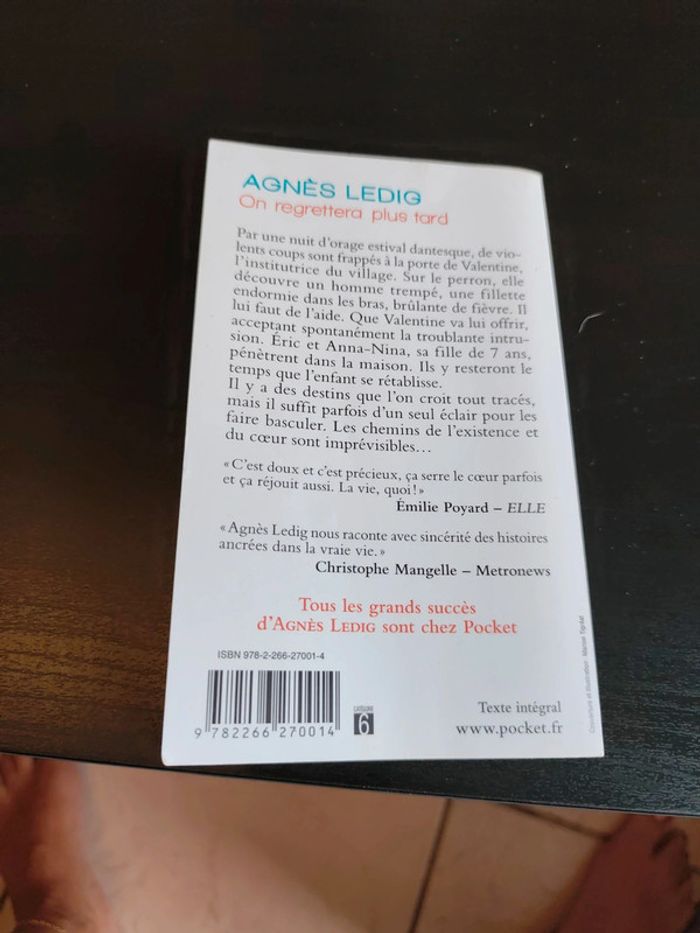 AGNÈS LEDIG
On regrettera plus tard
Par une nuit d'orage estival dantesque, de vio-
lents coups sont frappés à la porte de Valentine,
l'institutrice du village. Sur le perron, elle
découvre un homme trempé, une fillette
endormie dans les bras, brûlante de fièvre. Il
lui faut de l'aide. Que Valentine va lui offrir,
acceptant spontanément la troublante intru-
sion. Éric et Anna-Nina, sa fille de 7 ans,
pénètrent dans la maison. Ils y resteront le
temps que l'enfant se rétablisse.
Il y a des destins que l'on croit tout tracés,
mais il suffit parfois d'un seul éclair pour les
faire basculer. Les chemins de l'existence et
du cœur sont imprévisibles…
« C'est doux et c'est précieux, ça serre le cœur parfois
et ça réjouit aussi. La vie, quoi ! »
Émilie Poyard – ELLE
« Agnès Ledig nous raconte avec sincérité des histoires
ancrées dans la vraie vie. »
Christophe Mangelle – Metronews
Tous les grands succès
d'AGNÈS LEDIG sont chez Pocket
ISBN 978-2-266-27001-4
9 782266 270014
CATÉGORIE
6
Texte intégral
www.pocket.fr
Couverture et illustration : Marion Tigréat